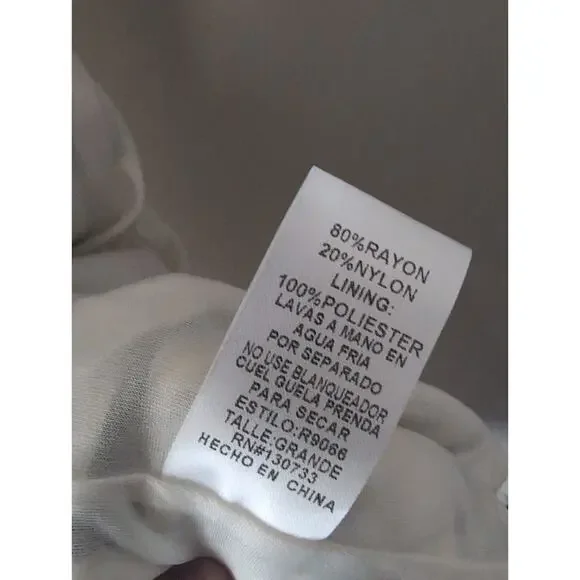 80%RAYON
20%NYLON
LINING:
100%POLIESTER
LAVAS A MANO EN
AGUA FRIA
POR SEPARADO
NO USE BLANQUEADOR
CUEL GUELA PRENDA
PARA SECAR
ESTILO:R9066
TALLE:GRANDE
RN#130733
HECHO EN CHINA